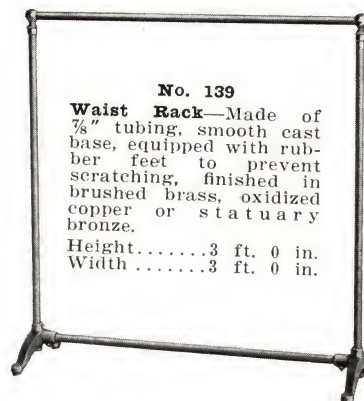 No. 139
Waist Rack—Made of
⅞" tubing, smooth cast
base, equipped with rub-
ber feet to prevent
scratching, finished in
brushed brass, oxidized
copper or statuary
bronze.
Height.......3 ft. 0 in.
Width .......3 ft. 0 in.